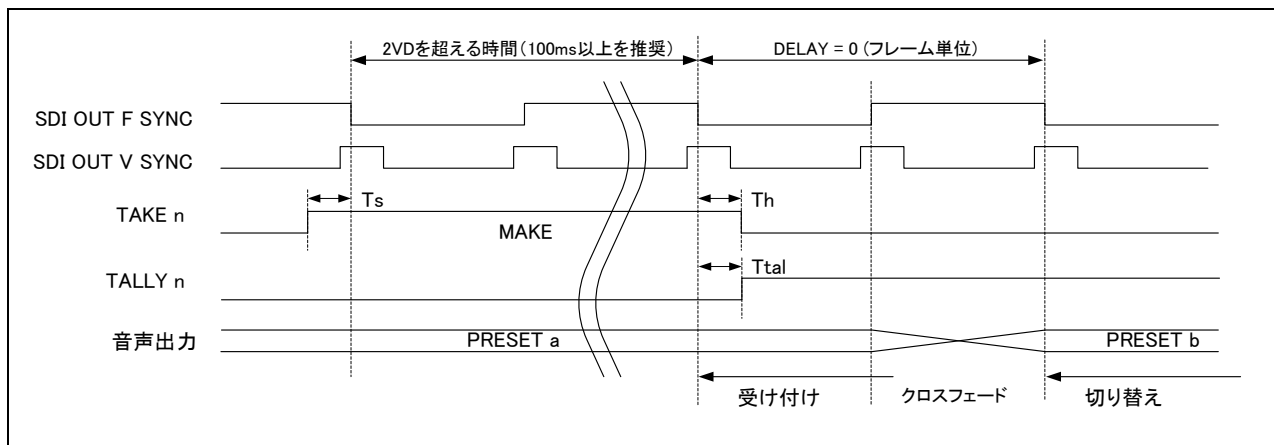 2VDを超える時間(100ms以上を推奨)
DELAY = 0 (フレーム単位)
SDI OUT F SYNC
SDI OUT V SYNC
TAKE n
Ts
MAKE
Th
TALLY n
Ttal
音声出力
PRESET a
PRESET b
受け付け
クロスフェード
切り替え